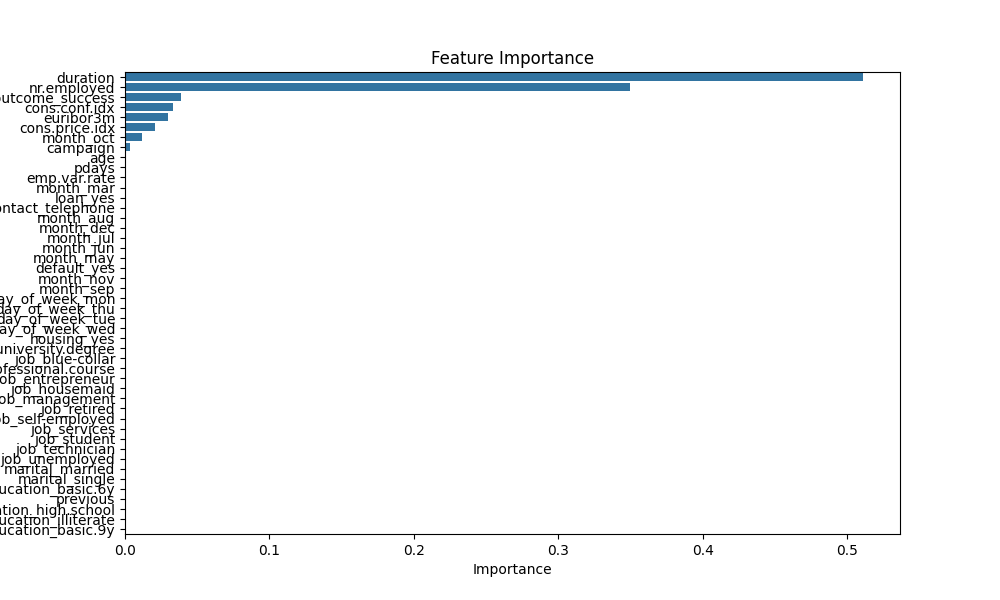 Feature Importance
duration
nr.employed
outcome_success
cons.conf.idx
euribor3m
cons.price.idx
month_oct
campaign
age
pdays
emp.var.rate
month_mar
loan_yes
ontact_telephone
month_aug
month_dec
month_jul
month_jun
month_may
default_yes
month_nov
month_sep
ay_of_week_mon
day_of_week_thu
day_of_week_tue
ay_of_week_wed
housing_yes
university.degree
job_blue-collar
ofessional.course
ob_entrepreneur
job_housemaid
ob_management
job_retired
ob_self-employed
job_services
job_student
job_technician
job_unemployed
marital_married
marital_single
ucation_basic.6y
previous
ation_high.school
ucation_illiterate
ucation_basic.9y
0.0 0.1 0.2 0.3 0.4 0.5
Importance